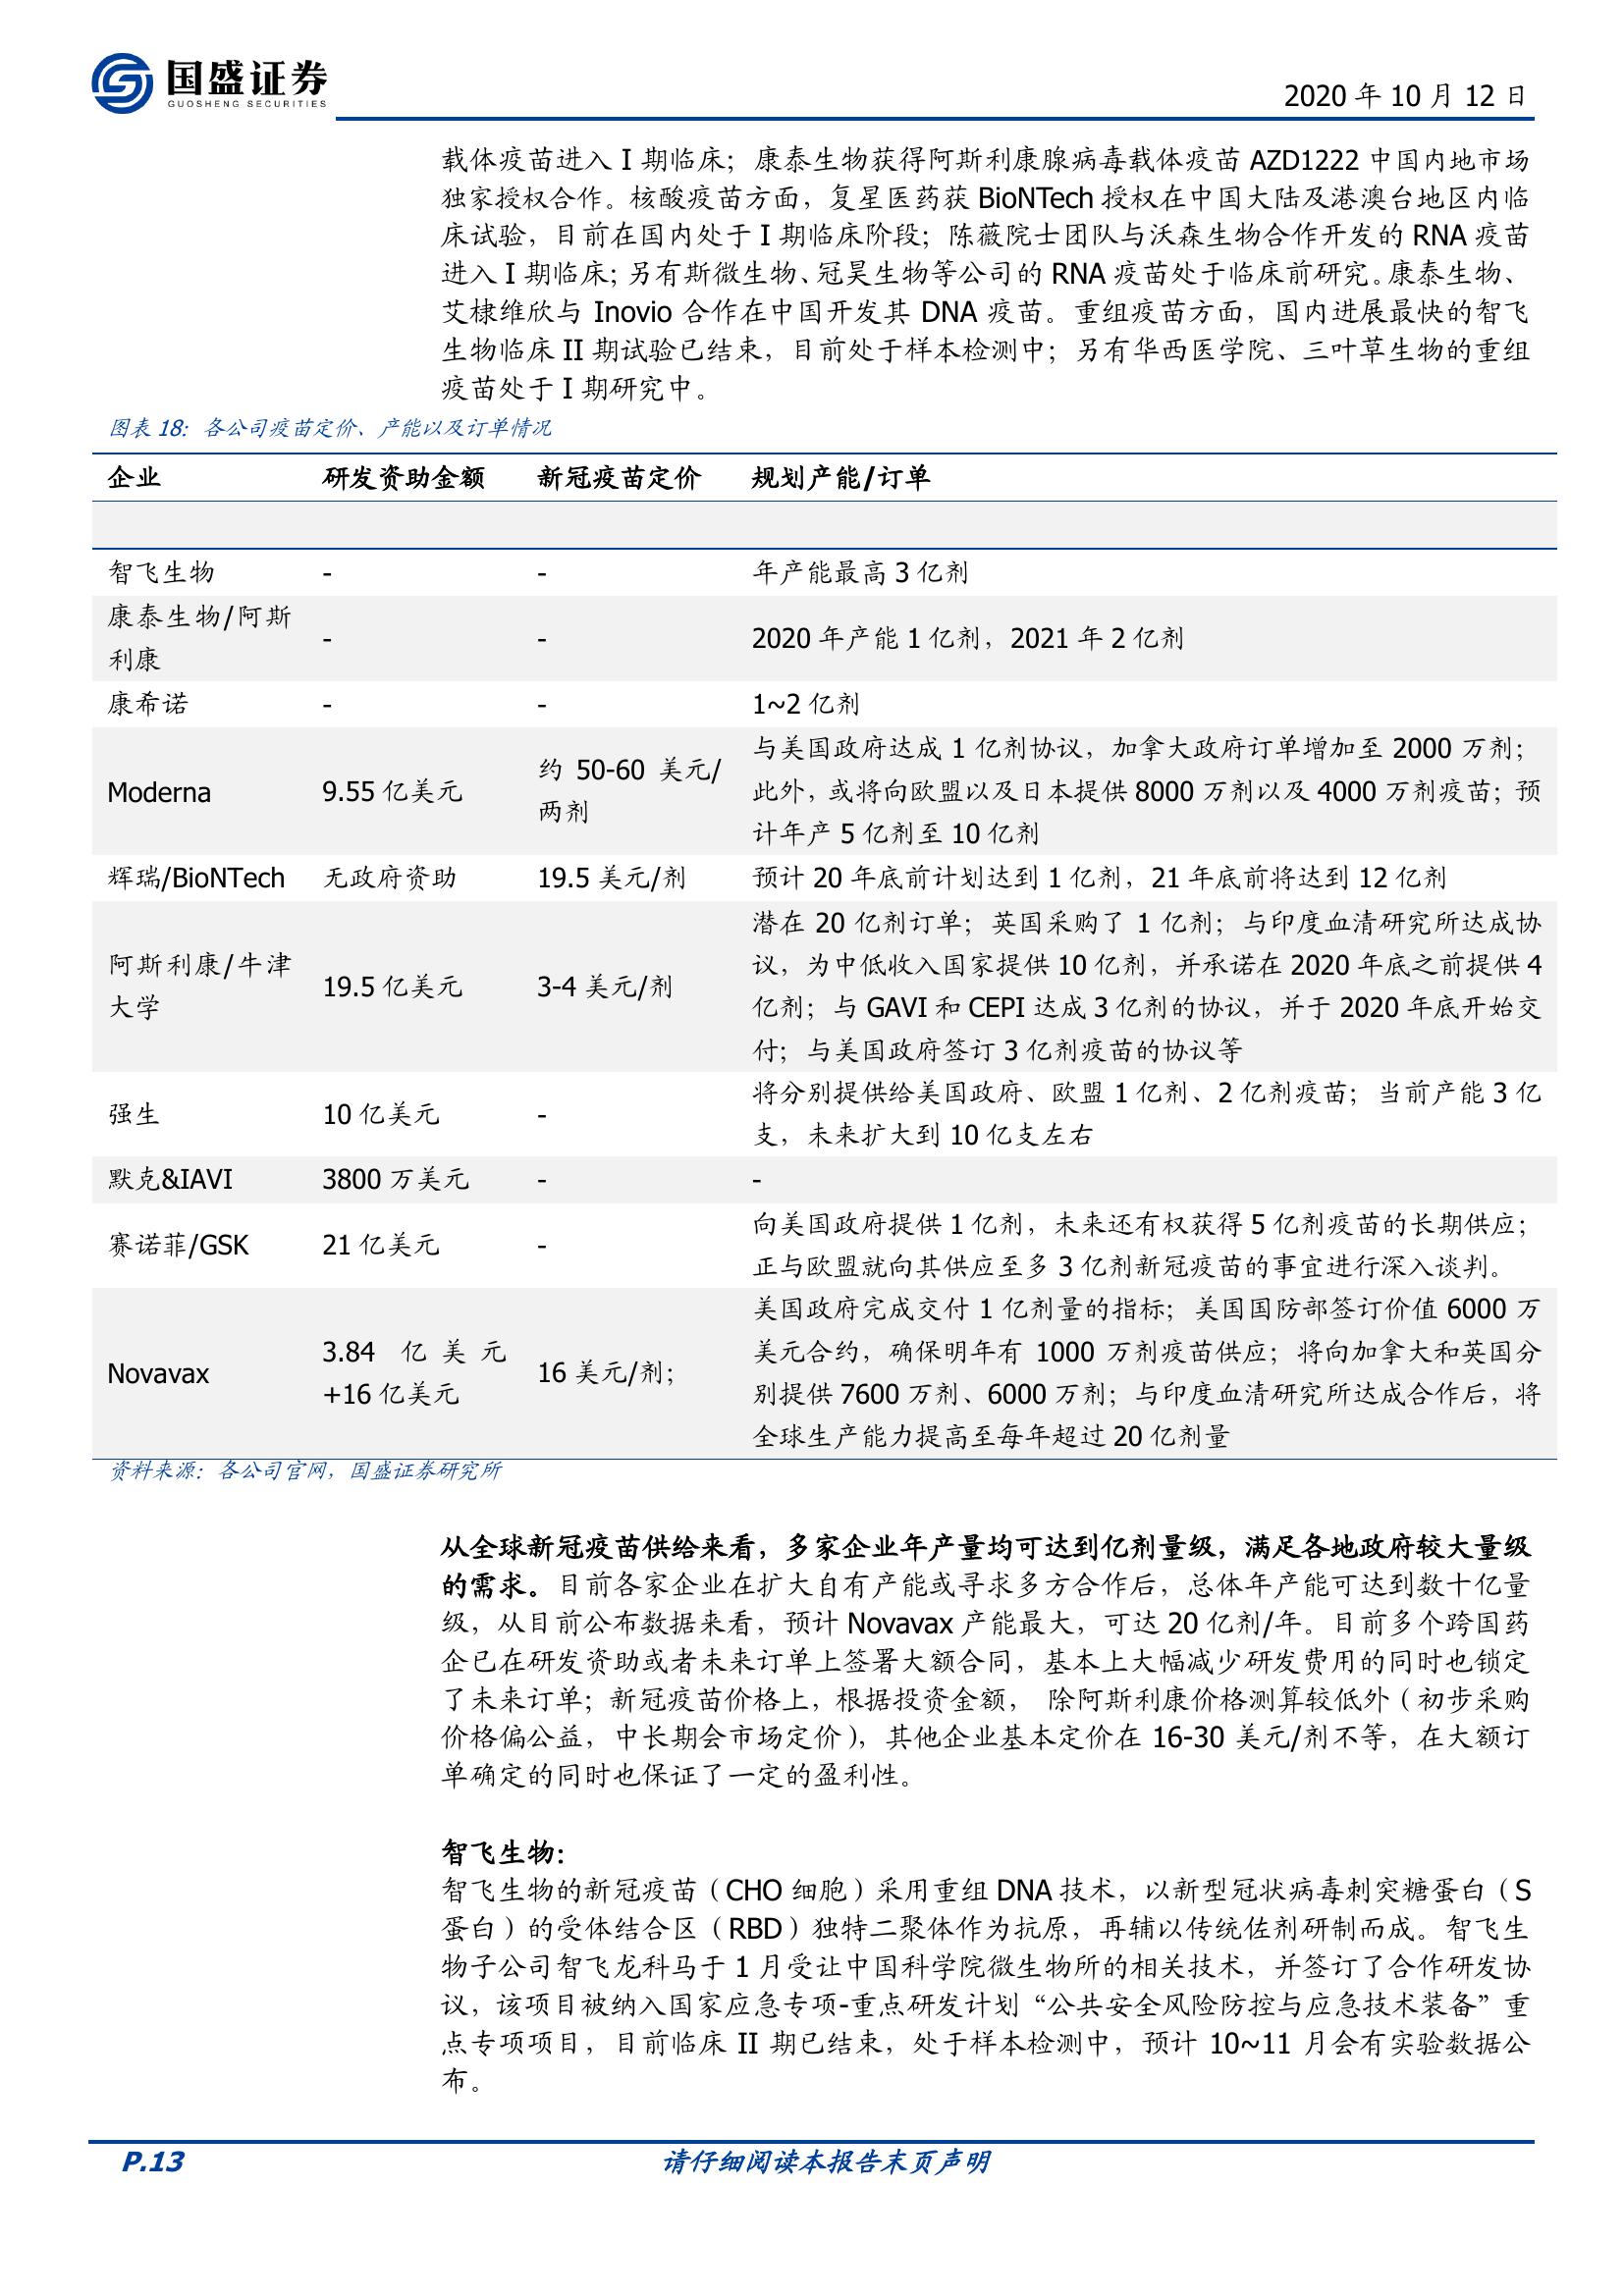 国盛证券
GUOSHENG SECURITIES
2020 年 10 月 12 日
载体疫苗进入 I 期临床；康泰生物获得阿斯利康腺病毒载体疫苗 AZD1222 中国内地市场
独家授权合作。核酸疫苗方面，复星医药获 BioNTech 授权在中国大陆及港澳台地区内临
床试验，目前在国内处于 I 期临床阶段；陈薇院士团队与沃森生物合作开发的 RNA 疫苗
进入 I 期临床；另有斯微生物、冠昊生物等公司的 RNA 疫苗处于临床前研究。康泰生物、
艾棣维欣与 Inovio 合作在中国开发其 DNA 疫苗。重组疫苗方面，国内进展最快的智飞
生物临床 II 期试验已结束，目前处于样本检测中；另有华西医学院、三叶草生物的重组
疫苗处于 I 期研究中。
图表 18：各公司疫苗定价、产能以及订单情况
企业 研发资助金额 新冠疫苗定价 规划产能/订单
智飞生物 - - 年产能最高 3 亿剂
康泰生物/阿斯
利康
- - 2020 年产能 1 亿剂，2021 年 2 亿剂
康希诺 - - 1~2 亿剂
Moderna
9.55 亿美元
约 50-60 美元/
两剂
与美国政府达成 1 亿剂协议，加拿大政府订单增加至 2000 万剂；
此外，或将向欧盟以及日本提供 8000 万剂以及 4000 万剂疫苗；预
计年产 5 亿剂至 10 亿剂
辉瑞/BioNTech 无政府资助 19.5 美元/剂 预计 20 年底前计划达到 1 亿剂，21 年底前将达到 12 亿剂
阿斯利康/牛津
大学
19.5 亿美元
3-4 美元/剂
潜在 20 亿剂订单；英国采购了 1 亿剂；与印度血清研究所达成协
议，为中低收入国家提供 10 亿剂，并承诺在 2020 年底之前提供 4
亿剂；与 GAVI 和 CEPI 达成 3 亿剂的协议，并于 2020 年底开始交
付；与美国政府签订 3 亿剂疫苗的协议等
强生
10 亿美元
-
将分别提供给美国政府、欧盟 1 亿剂、2 亿剂疫苗；当前产能 3 亿
支，未来扩大到 10 亿支左右
默克&IAVI 3800 万美元 - -
赛诺菲/GSK
21 亿美元
-
向美国政府提供 1 亿剂，未来还有权获得 5 亿剂疫苗的长期供应；
正与欧盟就向其供应至多 3 亿剂新冠疫苗的事宜进行深入谈判。
Novavax
3.84 亿美元
+16 亿美元
16 美元/剂；
美国政府完成交付 1 亿剂量的指标；美国国防部签订价值 6000 万
美元合约，确保明年有 1000 万剂疫苗供应；将向加拿大和英国分
别提供 7600 万剂、6000 万剂；与印度血清研究所达成合作后，将
全球生产能力提高至每年超过 20 亿剂量
资料来源：各公司官网，国盛证券研究所
从全球新冠疫苗供给来看，多家企业年产量均可达到亿剂量级，满足各地政府较大量级
的需求。目前各家企业在扩大自有产能或寻求多方合作后，总体年产能可达到数十亿量
级，从目前公布数据来看，预计 Novavax 产能最大，可达 20 亿剂/年。目前多个跨国药
企已在研发资助或者未来订单上签署大额合同，基本上大幅减少研发费用的同时也锁定
了未来订单；新冠疫苗价格上，根据投资金额， 除阿斯利康价格测算较低外（初步采购
价格偏公益，中长期会市场定价），其他企业基本定价在 16-30 美元/剂不等，在大额订
单确定的同时也保证了一定的盈利性。
智飞生物：
智飞生物的新冠疫苗（CHO 细胞）采用重组 DNA 技术，以新型冠状病毒刺突糖蛋白（S
蛋白）的受体结合区（RBD）独特二聚体作为抗原，再辅以传统佐剂研制而成。智飞生
物子公司智飞龙科马于 1 月受让中国科学院微生物所的相关技术，并签订了合作研发协
议，该项目被纳入国家应急专项-重点研发计划“公共安全风险防控与应急技术装备”重
点专项项目，目前临床 II 期已结束，处于样本检测中，预计 10~11 月会有实验数据公
布。
P.13
请仔细阅读本报告末页声明